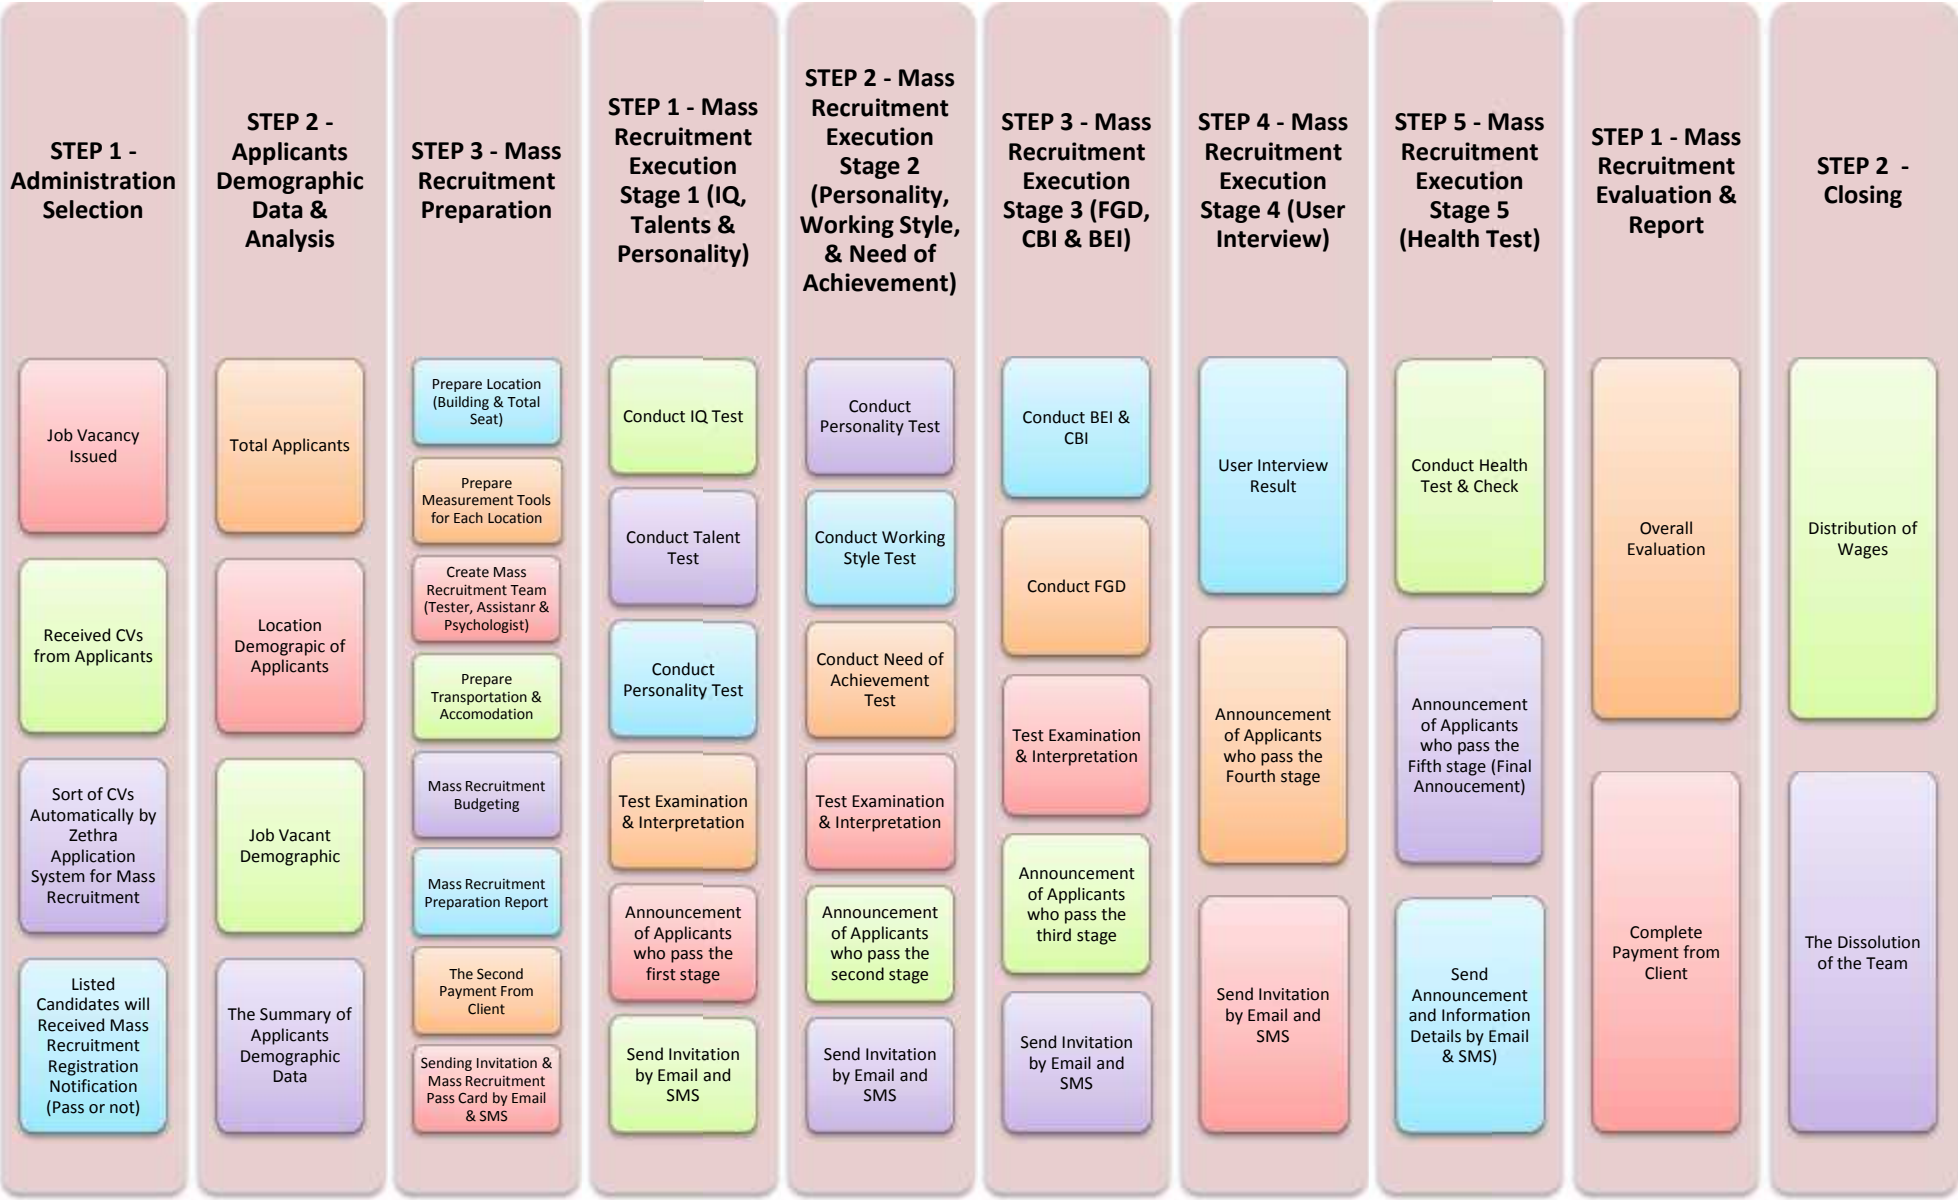 STEP 1 -
Administration
Selection
Job Vacancy
Issued
Received CVs
from Applicants
Sort of CVs
Automatically by
Zethra
Application
System for Mass
Recruitment
Listed
Candidates will
Received Mass
Recruitment
Registration
Notification
(Pass or not)
STEP 2 -
Applicants
Demographic
Data &
Analysis
Total Applicants
Location
Demograpic of
Applicants
Job Vacant
Demographic
The Summary of
Applicants
Demographic
Data
STEP 3 - Mass
Recruitment
Preparation
Prepare Location
(Building & Total
Seat)
Prepare
Measurement Tools
for Each Location
Create Mass
Recruitment Team
(Tester, Assistanr &
Psychologist)
Prepare
Transportation &
Accomodation
Mass Recruitment
Budgeting
Mass Recruitment
Preparation Report
The Second
Payment From
Client
Sending Invitation &
Mass Recruitment
Pass Card by Email
& SMS
STEP 1 - Mass
Recruitment
Execution
Stage 1 (IQ,
Talents &
Personality)
Conduct IQ Test
Conduct Talent
Test
Conduct
Personality Test
Test Examination
& Interpretation
Announcement
of Applicants
who pass the
first stage
Send Invitation
by Email and
SMS
STEP 2 - Mass
Recruitment
Execution
Stage 2
(Personality,
Working Style,
& Need of
Achievement)
Conduct
Personality Test
Conduct Working
Style Test
Conduct Need of
Achievement
Test
Test Examination
& Interpretation
Announcement
of Applicants
who pass the
second stage
Send Invitation
by Email and
SMS
STEP 3 - Mass
Recruitment
Execution
Stage 3 (FGD,
CBI & BEI)
Conduct BEI &
CBI
Conduct FGD
Test Examination
& Interpretation
Announcement
of Applicants
who pass the
third stage
Send Invitation
by Email and
SMS
STEP 4 - Mass
Recruitment
Execution
Stage 4 (User
Interview)
User Interview
Result
Announcement
of Applicants
who pass the
Fourth stage
Send Invitation
by Email and
SMS
STEP 5 - Mass
Recruitment
Execution
Stage 5
(Health Test)
Conduct Health
Test & Check
Announcement
of Applicants
who pass the
Fifth stage (Final
Annoucement)
Send
Announcement
and Information
Details by Email
& SMS)
STEP 1 - Mass
Recruitment
Evaluation &
Report
Overall
Evaluation
Complete
Payment from
Client
STEP 2 -
Closing
Distribution of
Wages
The Dissolution
of the Team